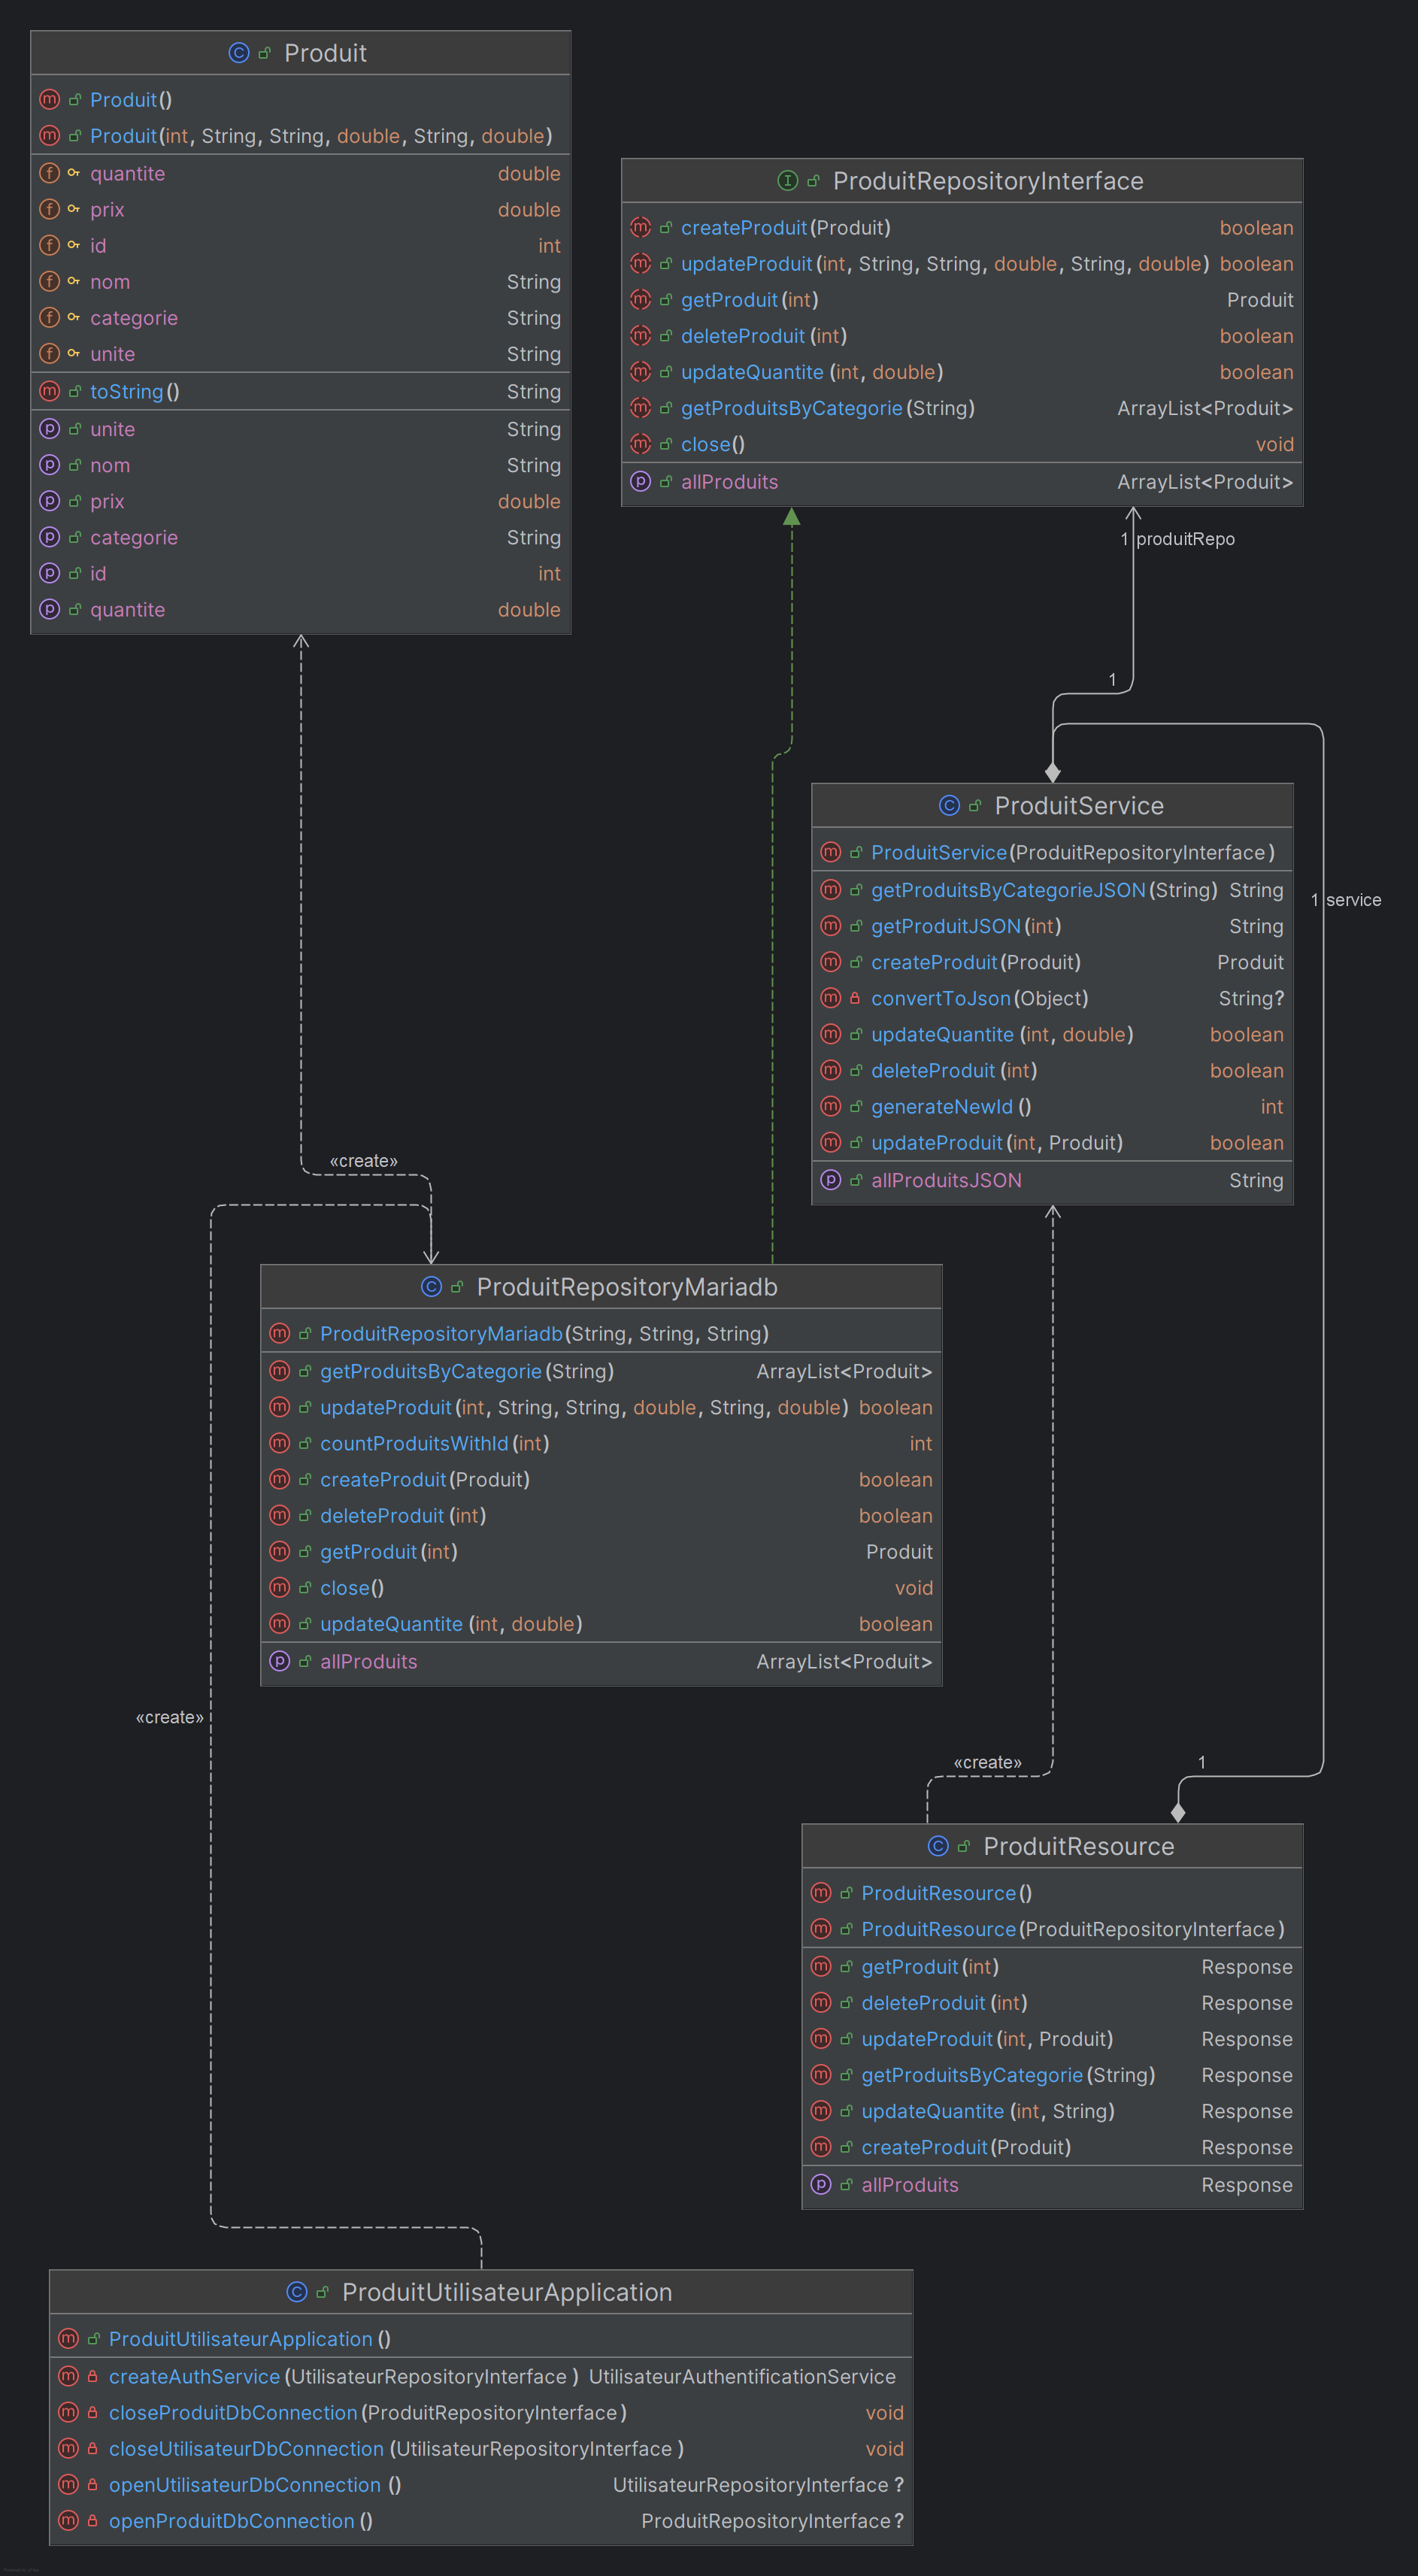 Produit
Produit()
Produit(int, String, String, double, String, double)
quantite double
prix double
id int
nom String
categorie String
unite String
toString() String
unite String
nom String
prix double
categorie String
id int
quantite double
ProduitRepositoryInterface
createProduit(Produit) boolean
updateProduit(int, String, String, double, String, double) boolean
getProduit(int) Produit
deleteProduit(int) boolean
updateQuantite(int, double) boolean
getProduitsByCategorie(String) ArrayList<Produit>
close() void
allProduits ArrayList<Produit>
1 produitRepo
1
ProduitService
ProduitService(ProduitRepositoryInterface)
getProduitsByCategorieJSON(String) String
getProduitJSON(int) String
createProduit(Produit) Produit
convertToJson(Object) String?
updateQuantite(int, double) boolean
deleteProduit(int) boolean
generateNewId() int
updateProduit(int, Produit) boolean
allProduitsJSON String
1 service
«create»
ProduitRepositoryMariadb
ProduitRepositoryMariadb(String, String, String)
getProduitsByCategorie(String) ArrayList<Produit>
updateProduit(int, String, String, double, String, double) boolean
countProduitsWithId(int) int
createProduit(Produit) boolean
deleteProduit(int) boolean
getProduit(int) Produit
close() void
updateQuantite(int, double) boolean
allProduits ArrayList<Produit>
«create»
«create»
1
ProduitResource
ProduitResource()
ProduitResource(ProduitRepositoryInterface)
getProduit(int) Response
deleteProduit(int) Response
updateProduit(int, Produit) Response
getProduitsByCategorie(String) Response
updateQuantite(int, String) Response
createProduit(Produit) Response
allProduits Response
ProduitUtilisateurApplication
ProduitUtilisateurApplication()
createAuthService(UtilisateurRepositoryInterface) UtilisateurAuthentificationService
closeProduitDbConnection(ProduitRepositoryInterface) void
closeUtilisateurDbConnection(UtilisateurRepositoryInterface) void
openUtilisateurDbConnection() UtilisateurRepositoryInterface?
openProduitDbConnection() ProduitRepositoryInterface?